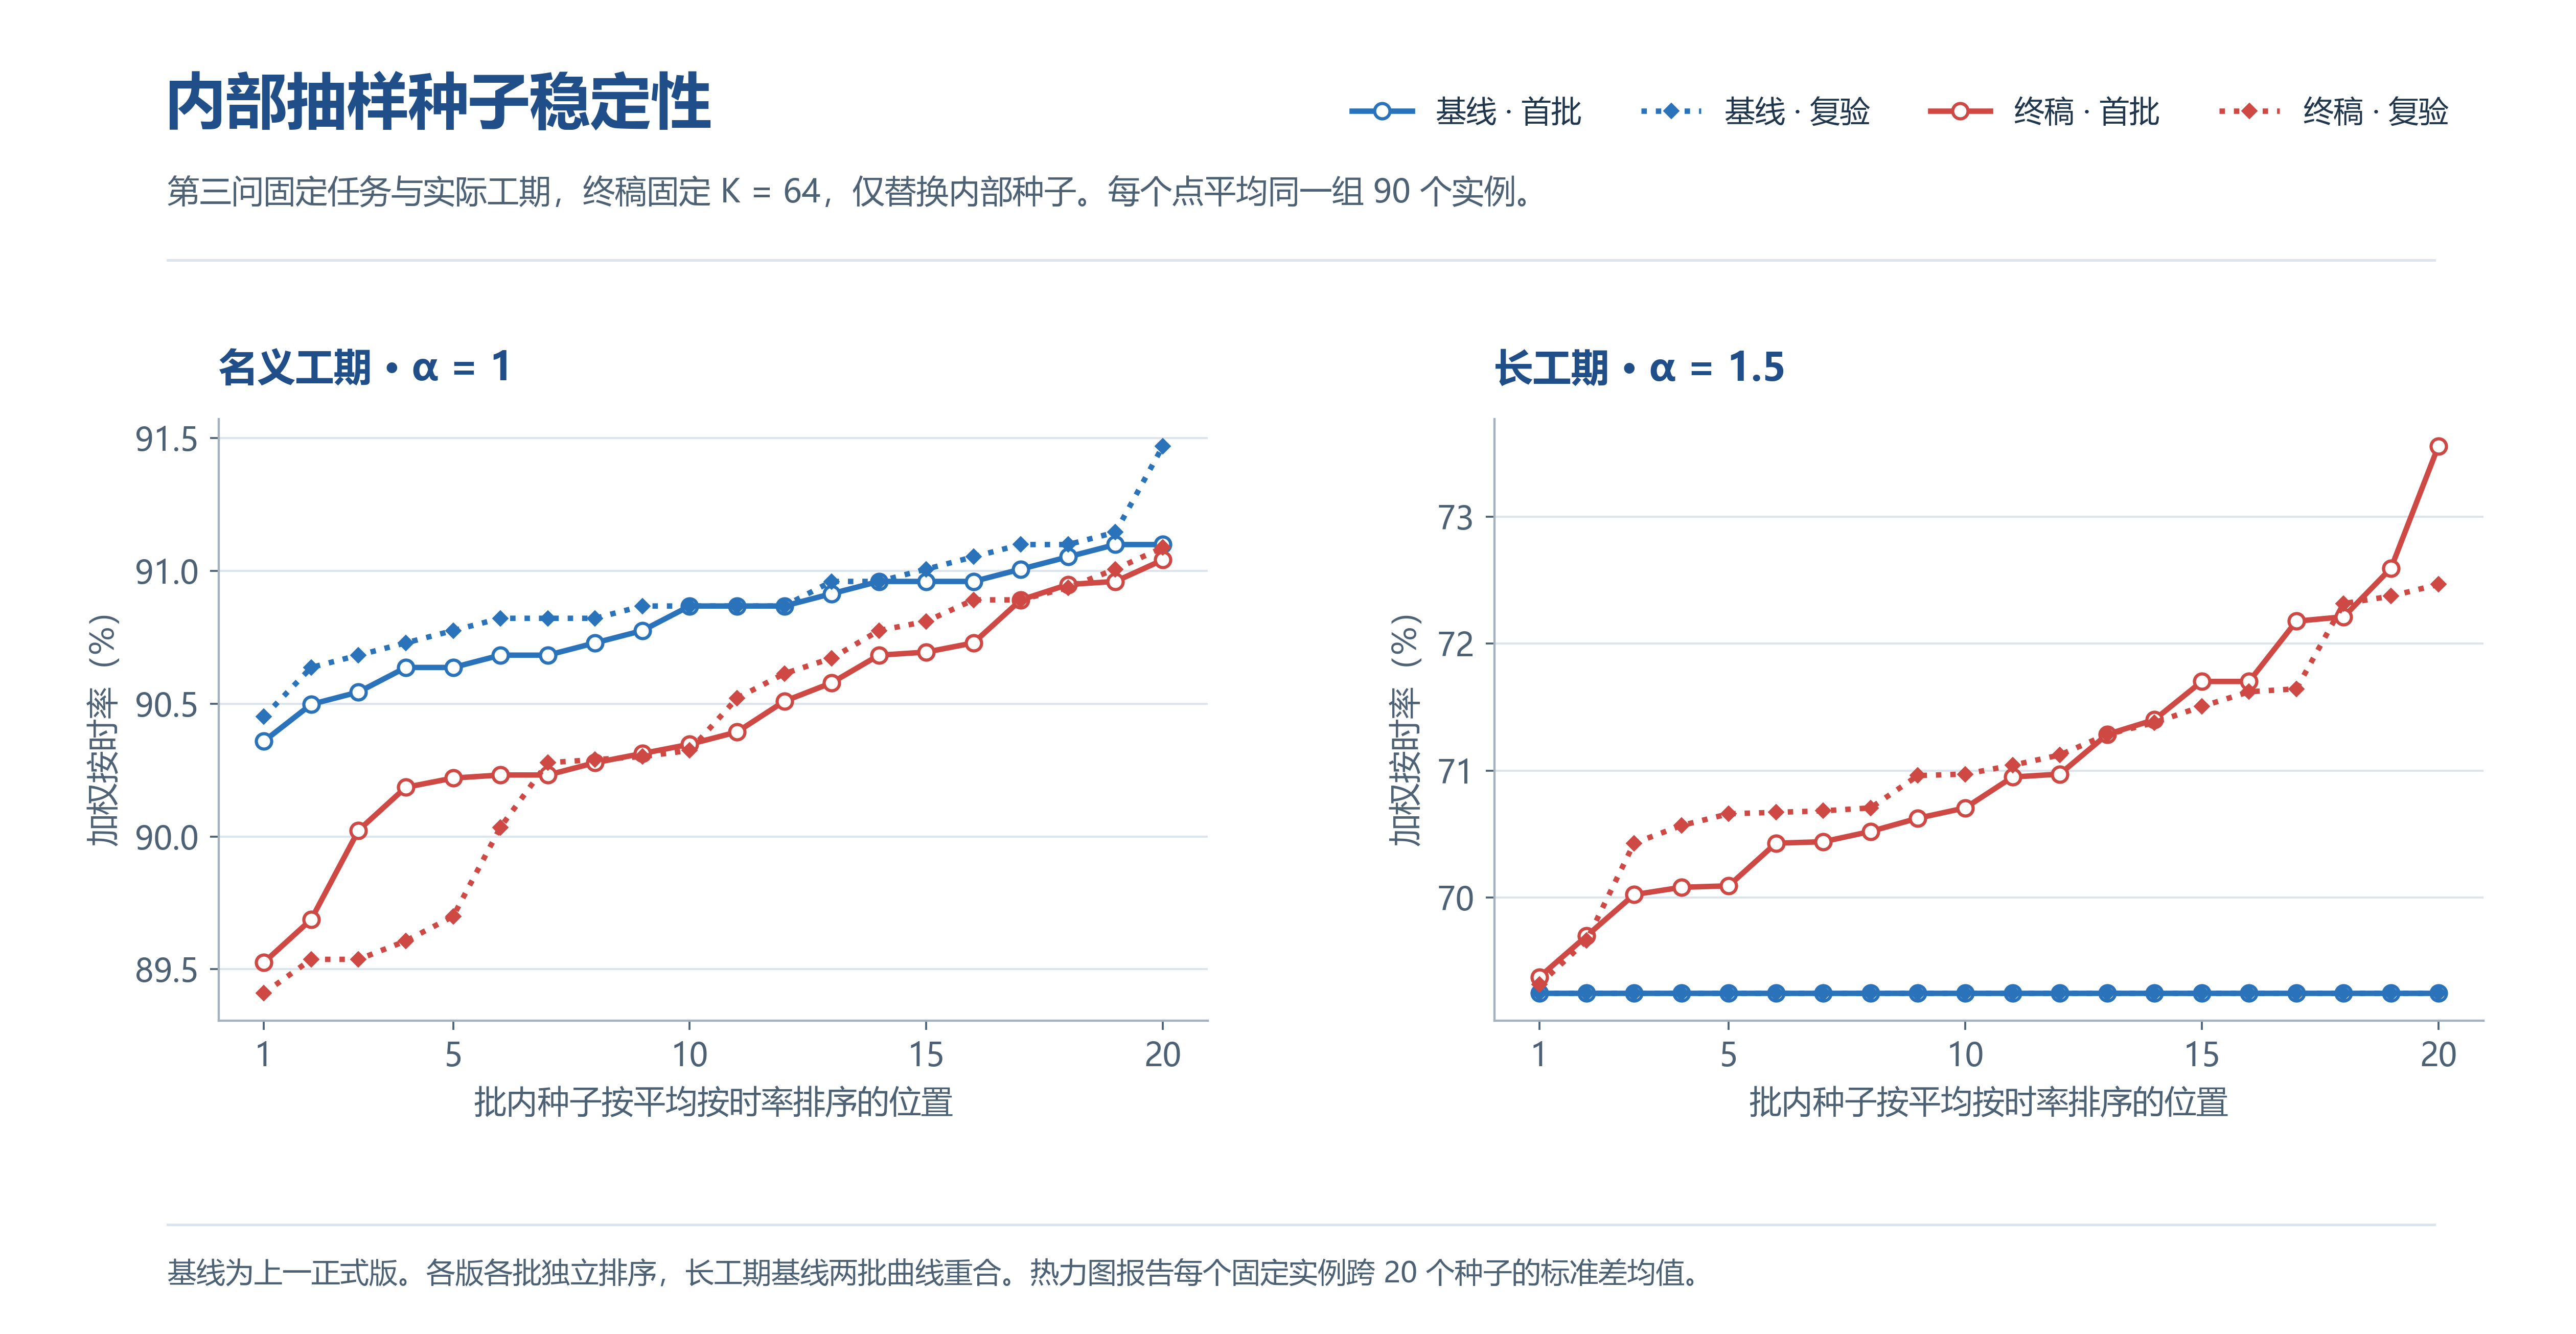 内部抽样种子稳定性
基线 · 首批
基线 · 复验
终稿 · 首批
终稿 · 复验
第三问固定任务与实际工期，终稿固定 K = 64，仅替换内部种子。每个点平均同一组 90 个实例。
名义工期 • α = 1
91.5
91.0
90.5
90.0
89.5
加权按时率（%）
1
5
10
15
20
批内种子按平均按时率排序的位置
长工期 • α = 1.5
73
72
71
70
加权按时率（%）
1
5
10
15
20
批内种子按平均按时率排序的位置
基线为上一正式版。各版各批独立排序，长工期基线两批曲线重合。热力图报告每个固定实例跨 20 个种子的标准差均值。